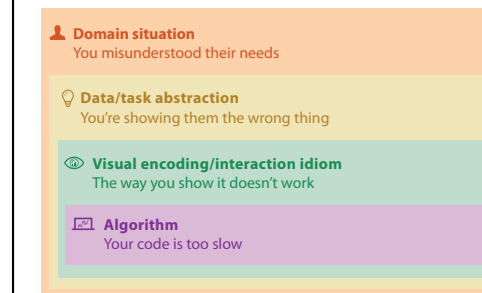 Domain situation
You misunderstood their needs
Data/task abstraction
You're showing them the wrong thing
Visual encoding/interaction idiom
The way you show it doesn't work
Algorithm
Your code is too slow